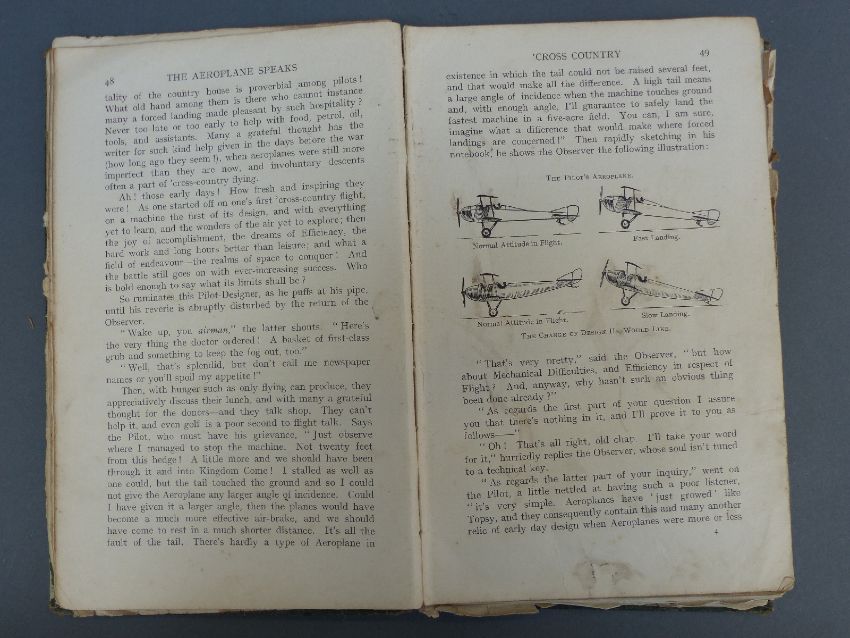 48 THE AEROPLANE SPEAKS
tality of the country house is proverbial among pilots!
What old hand among them is there who cannot instance
many a forced landing made pleasant by such hospitality?
Never too late or too early to help with food, petrol, oil,
tools, and assistants. Many a grateful thought has the
writer for such kind help given in the days before the war
(how long ago they seem!), when aeroplanes were still more
imperfect than they are now, and involuntary descents
often a part of 'cross-country flying.
Ah! those early days! How fresh and inspiring they
were! As one started off on one's first 'cross-country flight,
on a machine the first of its design, and with everything
yet to learn, and the wonders of the air yet to explore; then
the joy of accomplishment, the dreams of Efficiency, the
hard work and long hours better than leisure; and what a
field of endeavour—the realms of space to conquer! And
the battle still goes on with ever-increasing success. Who
is bold enough to say what its limits shall be?
So ruminates this Pilot-Designer, as he puffs at his pipe,
until his reverie is abruptly disturbed by the return of the
Observer.
"Wake up, you airman," the latter shouts. "Here's
the very thing the doctor ordered! A basket of first-class
grub and something to keep the fog out, too."
"Well, that's splendid, but don't call me newspaper
names or you'll spoil my appetite!"
Then, with hunger such as only flying can produce, they
appreciatively discuss their lunch, and with many a grateful
thought for the donors—and they talk shop. They can't
help it, and even golf is a poor second to flight talk. Says
the Pilot, who must have his grievance, "Just observe
where I managed to stop the machine. Not twenty feet
from this hedge! A little more and we should have been
through it and into Kingdom Come! I stalled as well as
one could, but the tail touched the ground and so I could
not give the Aeroplane any larger angle of incidence. Could
I have given it a larger angle, then the planes would have
become a much more effective air-brake, and we should
have come to rest in a much shorter distance. It's all the
fault of the tail. There's hardly a type of Aeroplane in
'CROSS COUNTRY 49
existence in which the tail could not be raised several feet,
and that would make all the difference. A high tail means
a large angle of incidence when the machine touches ground
and, with enough angle, I'll guarantee to safely land the
fastest machine in a five-acre field. You can, I am sure,
imagine what a difference that would make where forced
landings are concerned!" Then rapidly sketching in his
notebook, he shows the Observer the following illustration:
THE PILOT'S AEROPLANE.
Normal Attitude in Flight.
Fast Landing.
Normal Attitude in Flight.
Slow Landing.
THE CHANGE OF DESIGN HE WOULD LIKE.
"That's very pretty," said the Observer, "but how
about Mechanical Difficulties, and Efficiency in respect of
Flight? And, anyway, why hasn't such an obvious thing
been done already?"
"As regards the first part of your question I assure
you that there's nothing in it, and I'll prove it to you as
follows——"
"Oh! That's all right, old chap. I'll take your word
for it," hurriedly replies the Observer, whose soul isn't tuned
to a technical key.
"As regards the latter part of your inquiry," went on
the Pilot, a little nettled at having such a poor listener,
"it's very simple. Aeroplanes have 'just growed' like
Topsy, and they consequently contain this and many another
relic of early day design when Aeroplanes were more or less
4